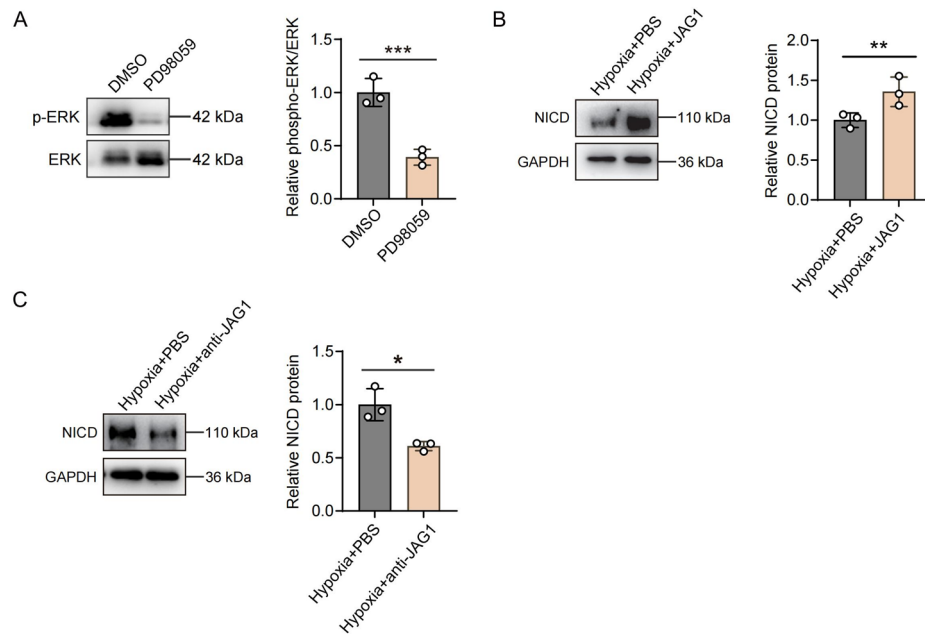 A
DMSO
PD98059
p-ERK
42 kDa
ERK
42 kDa
Relative phospho-ERK/ERK
1.5
1.0
0.5
0.0
***
DMSO
PD98059
B
Hypoxia+PBS
Hypoxia+JAG1
NICD
110 kDa
GAPDH
36 kDa
Relative NICD protein
2.0
1.5
1.0
0.5
0.0
**
Hypoxia+PBS
Hypoxia+JAG1
C
Hypoxia+PBS
Hypoxia+anti-JAG1
NICD
110 kDa
GAPDH
36 kDa
Relative NICD protein
1.5
1.0
0.5
0.0
*
Hypoxia+PBS
Hypoxia+anti-JAG1